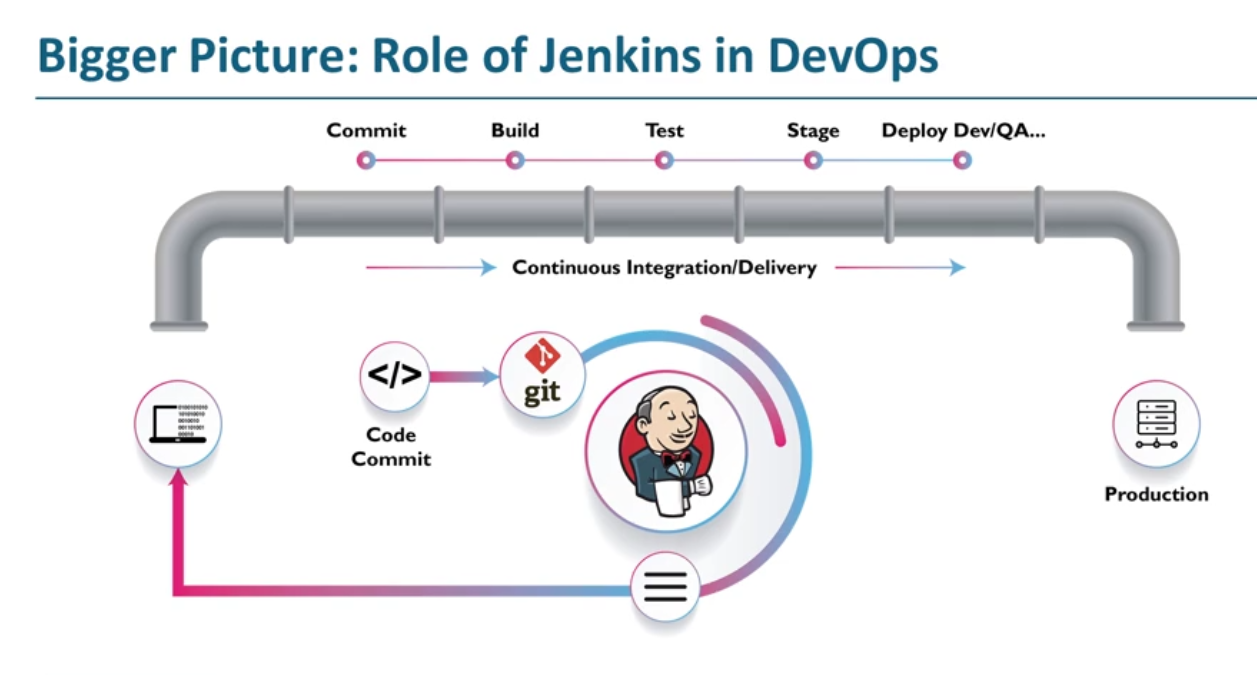 Bigger Picture: Role of Jenkins in DevOps
Commit
Build
Test
Stage
Deploy Dev/QA...
Continuous Integration/Delivery
</>
git
Code
Commit
Production